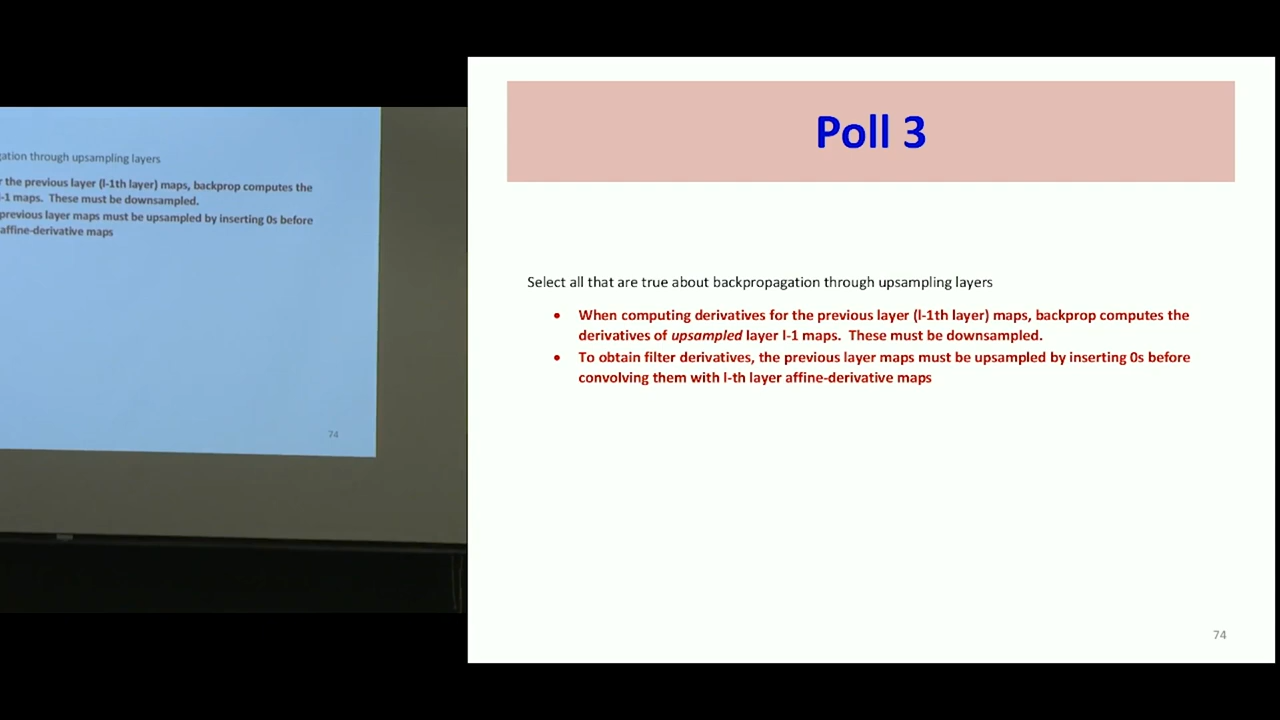 gation through upsampling layers
the previous layer (l-1th layer) maps, backprop computes the
-1 maps. These must be downsampled.
previous layer maps must be upsampled by inserting 0s before
affine-derivative maps
74
Poll 3
Select all that are true about backpropagation through upsampling layers
• When computing derivatives for the previous layer (l-1th layer) maps, backprop computes the
derivatives of upsampled layer l-1 maps. These must be downsampled.
• To obtain filter derivatives, the previous layer maps must be upsampled by inserting 0s before
convolving them with l-th layer affine-derivative maps
74